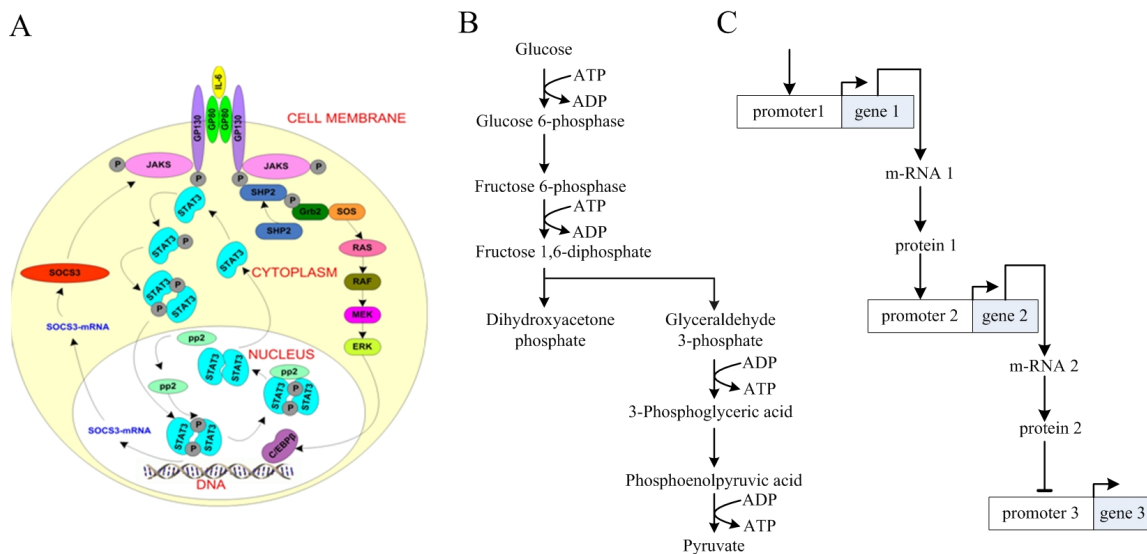 A
IL-6
GP130
GP80
GP80
GP130
CELL MEMBRANE
P
JAKS
JAKS
P
P
P
STAT3
SHP2
P
Grb2
SOS
SHP2
STAT3
P
RAS
STAT3
CYTOPLASM
SOCS3
RAF
STAT3
P
P
STAT3
MEK
SOCS3-mRNA
ERK
pp2
NUCLEUS
STAT3
STAT3
pp2
pp2
STAT3
P
P
STAT3
SOCS3-mRNA
STAT3
P
P
STAT3
C/EBPβ
DNA
B
Glucose
ATP
ADP
Glucose 6-phosphase
Fructose 6-phosphase
ATP
ADP
Fructose 1,6-diphosphate
Dihydroxyacetone
phosphate
Glyceraldehyde
3-phosphate
ADP
ATP
3-Phosphoglyceric acid
Phosphoenolpyruvic acid
ADP
ATP
Pyruvate
C
promoter1
gene 1
m-RNA 1
protein 1
promoter 2
gene 2
m-RNA 2
protein 2
promoter 3
gene 3